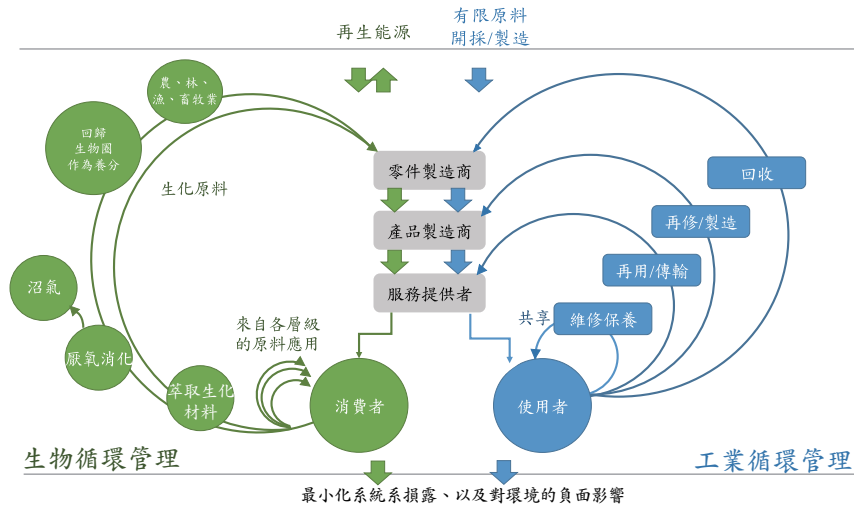 再生能源
有限原料
開採/製造
農、林、
漁、畜牧業
回歸
生物圈
作為養分
生化原料
零件製造商
產品製造商
服務提供者
回收
再修/製造
再用/傳輸
共享
維修保養
沼氣
厭氧消化
萃取生化
材料
來自各層級
的原料應用
消費者
使用者
生物循環管理
工業循環管理
最小化系統系損露、以及對環境的負面影響